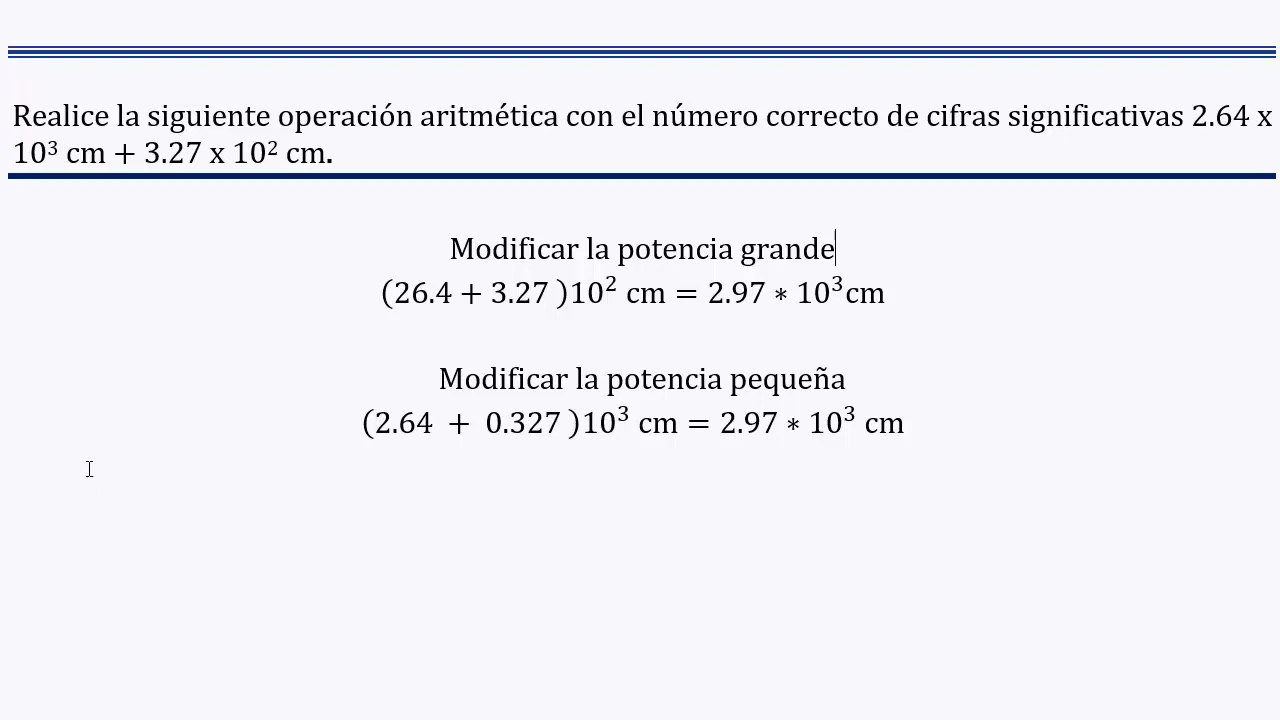 Realice la siguiente operación aritmética con el número correcto de cifras significativas 2.64 x
10³ cm + 3.27 x 10² cm.
Modificar la potencia grande
(26.4 + 3.27 )10² cm = 2.97 ∗ 10³cm
Modificar la potencia pequeña
(2.64 + 0.327 )10³ cm = 2.97 ∗ 10³ cm